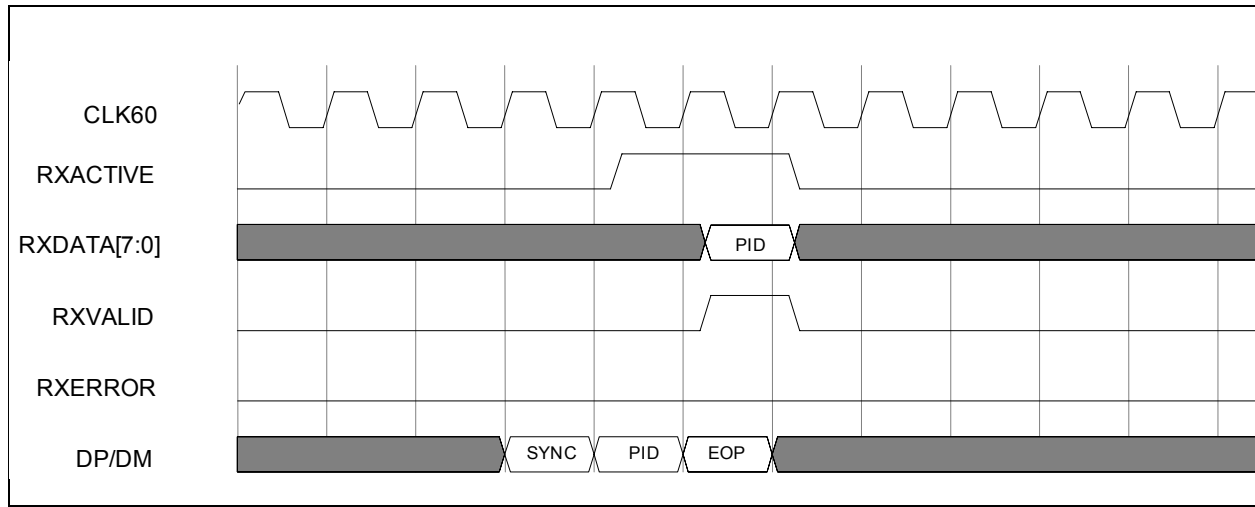 CLK60
RXACTIVE
RXDATA[7:0]
PID
RXVALID
RXERROR
DP/DM
SYNC
PID
EOP